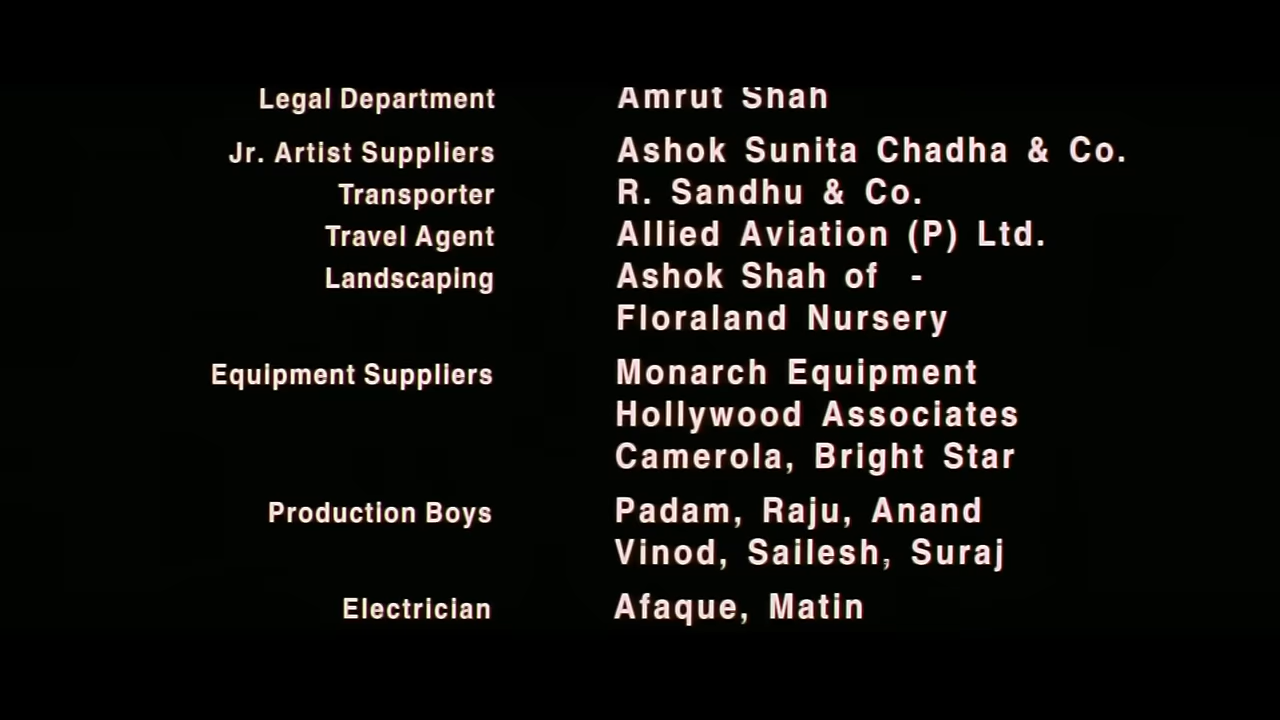 Legal Department Amrut Shah
Jr. Artist Suppliers Ashok Sunita Chadha & Co.
Transporter R. Sandhu & Co.
Travel Agent Allied Aviation (P) Ltd.
Landscaping Ashok Shah of -
Floraland Nursery
Equipment Suppliers Monarch Equipment
Hollywood Associates
Camerola, Bright Star
Production Boys Padam, Raju, Anand
Vinod, Sailesh, Suraj
Electrician Afaque, Matin